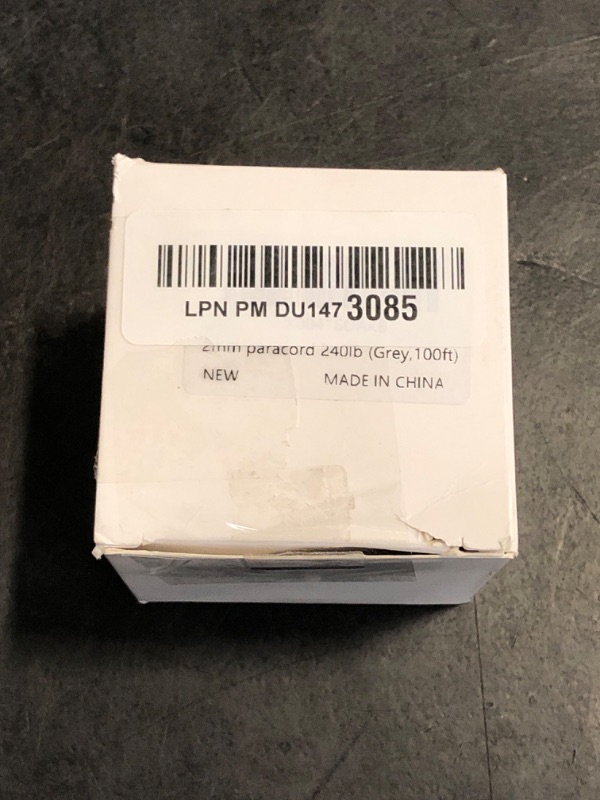 LPN PM DU147 3085
2mm paracord 240lb (Grey,100ft)
NEW MADE IN CHINA